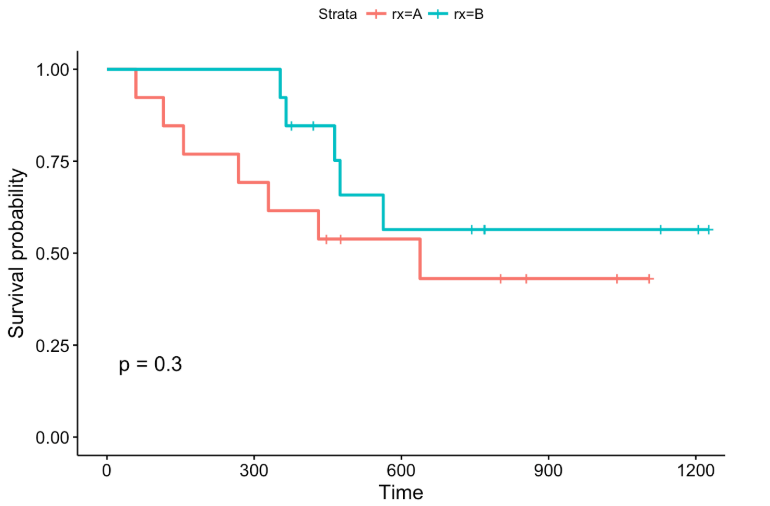 Strata rx=A rx=B
Survival probability
1.00
0.75
0.50
0.25
0.00
p = 0.3
0 300 600 900 1200
Time